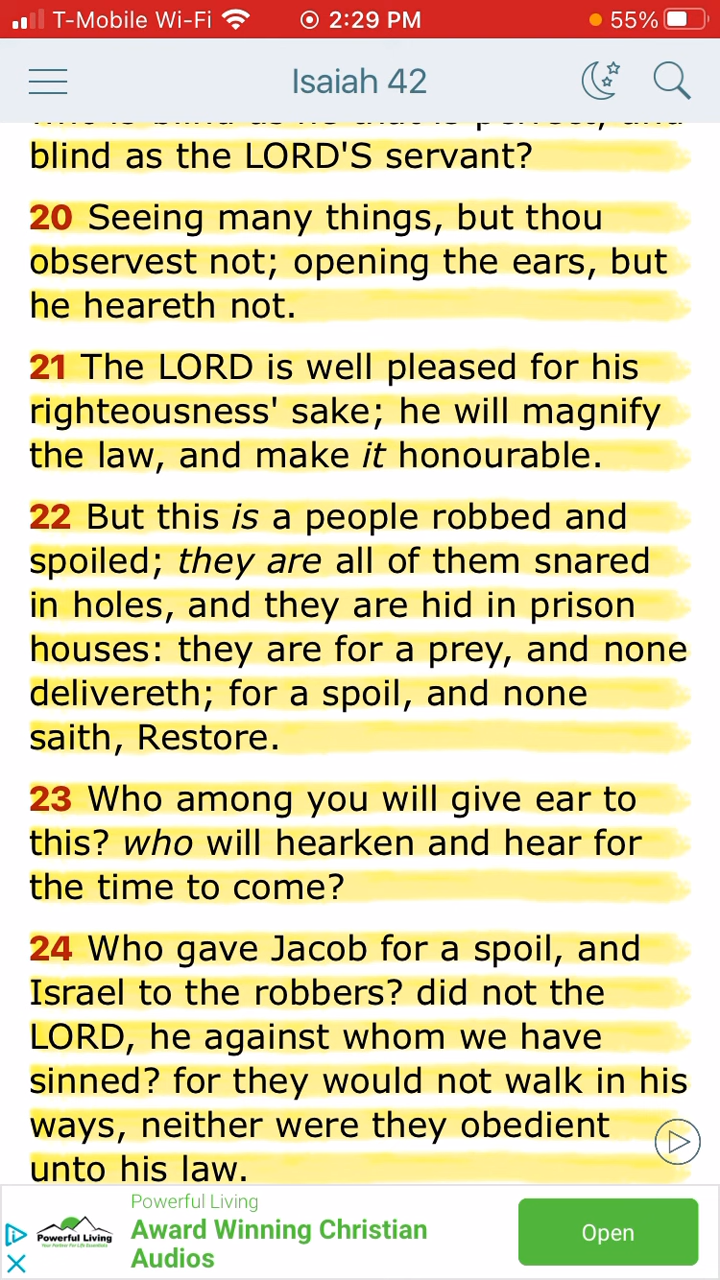 T-Mobile Wi-Fi 2:29 PM 55%
Isaiah 42
blind as the LORD'S servant?
20 Seeing many things, but thou
observest not; opening the ears, but
he heareth not.
21 The LORD is well pleased for his
righteousness' sake; he will magnify
the law, and make it honourable.
22 But this is a people robbed and
spoiled; they are all of them snared
in holes, and they are hid in prison
houses: they are for a prey, and none
delivereth; for a spoil, and none
saith, Restore.
23 Who among you will give ear to
this? who will hearken and hear for
the time to come?
24 Who gave Jacob for a spoil, and
Israel to the robbers? did not the
LORD, he against whom we have
sinned? for they would not walk in his
ways, neither were they obedient
unto his law.
Powerful Living
Powerful Living
Award Winning Christian
Audios
Open